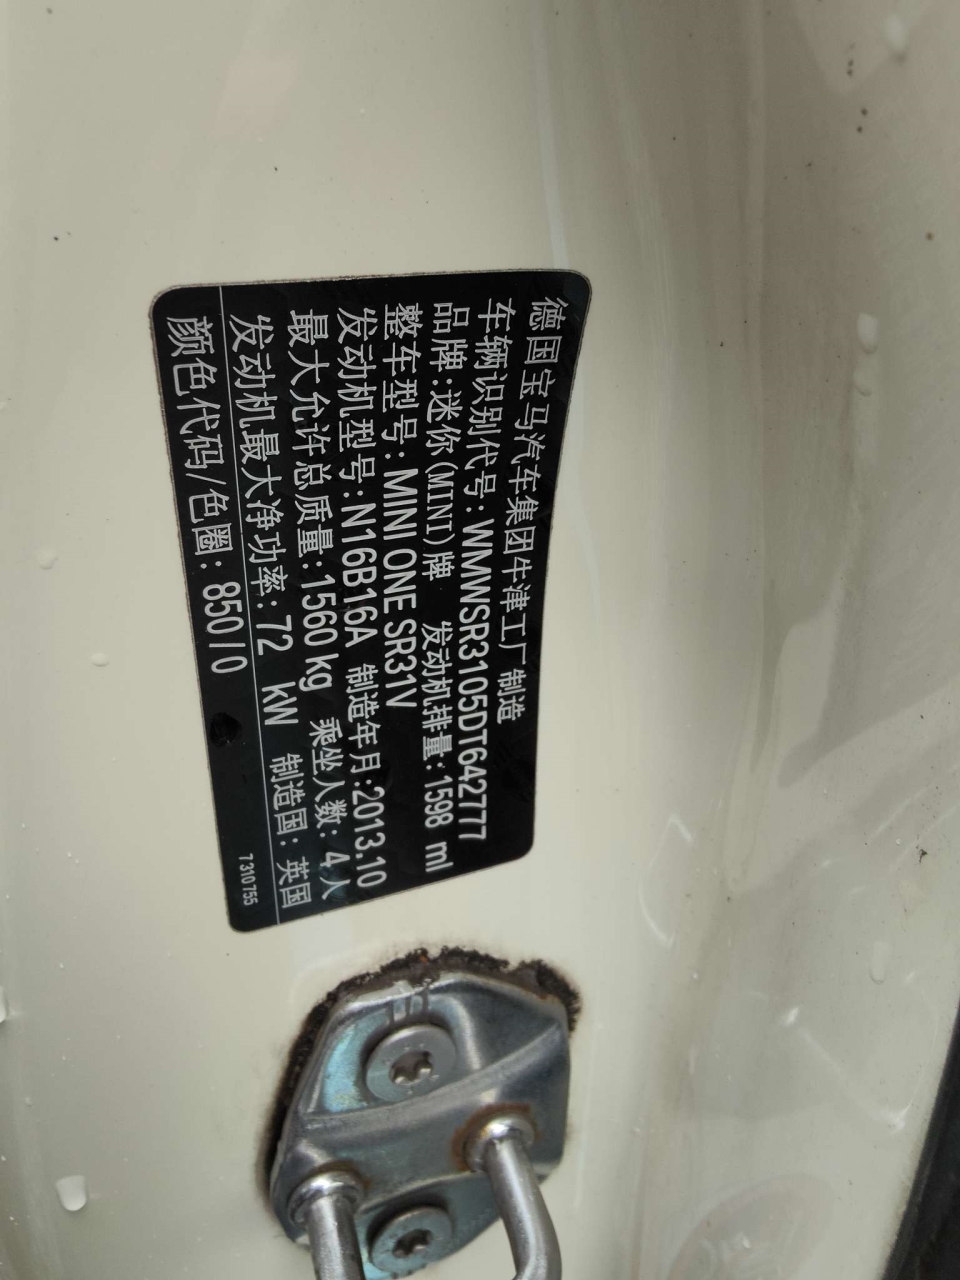 德国宝马汽车集团牛津工厂制造
车辆识别代号:WMWSR3105DT642777
品牌:迷你(MINI)牌 发动机排量:1598 ml
整车型号:MINI ONE SR31V
发动机型号:N16B16A 制造年月:2013.10
最大允许总质量:1560 kg 乘坐人数:4人
发动机最大净功率:72 kW 制造国:英国
颜色代码/色圈:850/0
7310755